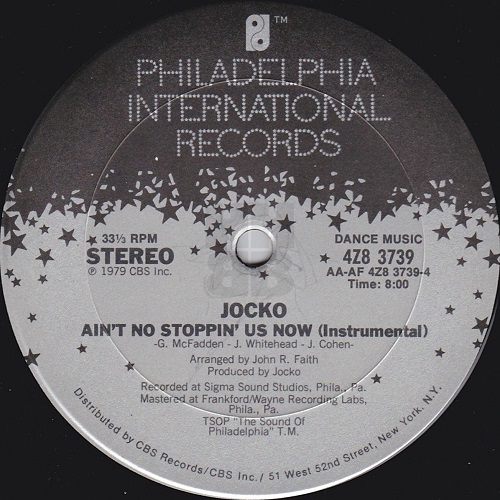 ™
PHILADELPHIA
INTERNATIONAL
RECORDS
33⅓ RPM
STEREO
℗ 1979 CBS Inc.
DANCE MUSIC
4Z8 3739
AA-AF 4Z8 3739-4
Time: 8:00
JOCKO
AIN'T NO STOPPIN' US NOW (Instrumental)
-G. McFadden - J. Whitehead - J. Cohen-
Arranged by John R. Faith
Produced by Jocko
Recorded at Sigma Sound Studios, Phila., Pa.
Mastered at Frankford/Wayne Recording Labs,
Phila., Pa.
TSOP "The Sound Of
Philadelphia" T.M.
Distributed by CBS Records/CBS Inc./ 51 West 52nd Street, New York, N.Y.